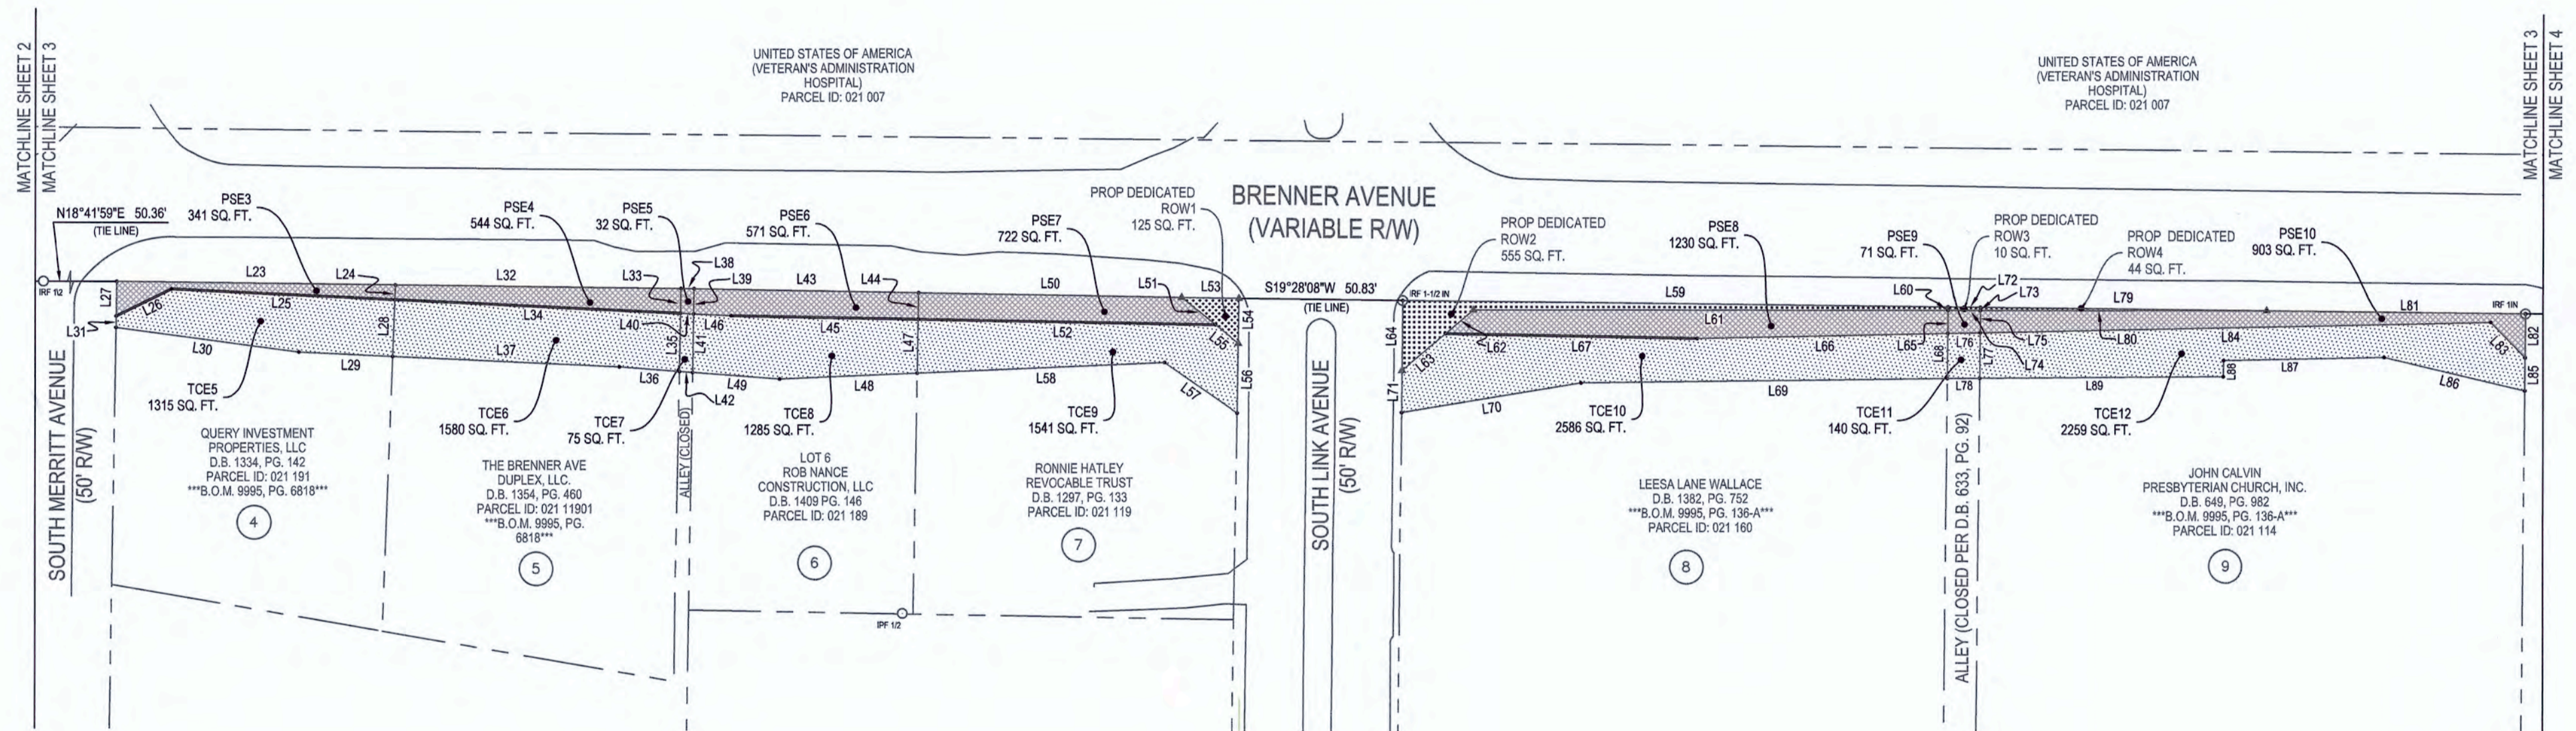 MATCHLINE SHEET 2
MATCHLINE SHEET 3
UNITED STATES OF AMERICA
(VETERAN'S ADMINISTRATION
HOSPITAL)
PARCEL ID: 021 007
UNITED STATES OF AMERICA
(VETERAN'S ADMINISTRATION
HOSPITAL)
PARCEL ID: 021 007
MATCHLINE SHEET 3
MATCHLINE SHEET 4
BRENNER AVENUE
(VARIABLE R/W)
N18°41'59"E 50.36'
(TIE LINE)
IRF 1\2
PSE3
341 SQ. FT.
PSE4
544 SQ. FT.
PSE5
32 SQ. FT.
PSE6
571 SQ. FT.
PSE7
722 SQ. FT.
PROP DEDICATED
ROW1
125 SQ. FT.
S19°28'08"W 50.83'
(TIE LINE)
IRF 1-1/2 IN
PROP DEDICATED
ROW2
555 SQ. FT.
PSE8
1230 SQ. FT.
PSE9
71 SQ. FT.
PROP DEDICATED
ROW3
10 SQ. FT.
PROP DEDICATED
ROW4
44 SQ. FT.
PSE10
903 SQ. FT.
IRF 1IN
L23
L24
L25
L26
L27
L28
L29
L30
L31
L32
L33
L34
L35
L36
L37
L38
L39
L40
L41
L42
L43
L44
L45
L46
L47
L48
L49
L50
L51
L52
L53
L54
L55
L56
L57
L58
L59
L60
L61
L62
L63
L64
L65
L66
L67
L68
L69
L70
L71
L72
L73
L74
L75
L76
L77
L78
L79
L80
L81
L82
L83
L84
L85
L86
L87
L88
L89
TCE5
1315 SQ. FT.
TCE6
1580 SQ. FT.
TCE7
75 SQ. FT.
TCE8
1285 SQ. FT.
TCE9
1541 SQ. FT.
TCE10
2586 SQ. FT.
TCE11
140 SQ. FT.
TCE12
2259 SQ. FT.
SOUTH MERRITT AVENUE
(50' R/W)
QUERY INVESTMENT
PROPERTIES, LLC
D.B. 1334, PG. 142
PARCEL ID: 021 191
***B.O.M. 9995, PG. 6818***
4
THE BRENNER AVE
DUPLEX, LLC.
D.B. 1354, PG. 460
PARCEL ID: 021 11901
***B.O.M. 9995, PG.
6818***
5
ALLEY (CLOSED)
LOT 6
ROB NANCE
CONSTRUCTION, LLC
D.B. 1409 PG. 146
PARCEL ID: 021 189
6
IPF 1/2
RONNIE HATLEY
REVOCABLE TRUST
D.B. 1297, PG. 133
PARCEL ID: 021 119
7
SOUTH LINK AVENUE
(50' R/W)
LEESA LANE WALLACE
D.B. 1382, PG. 752
***B.O.M. 9995, PG. 136-A***
PARCEL ID: 021 160
8
ALLEY (CLOSED PER D.B. 633, PG. 92)
JOHN CALVIN
PRESBYTERIAN CHURCH, INC.
D.B. 649, PG. 982
***B.O.M. 9995, PG. 136-A***
PARCEL ID: 021 114
9